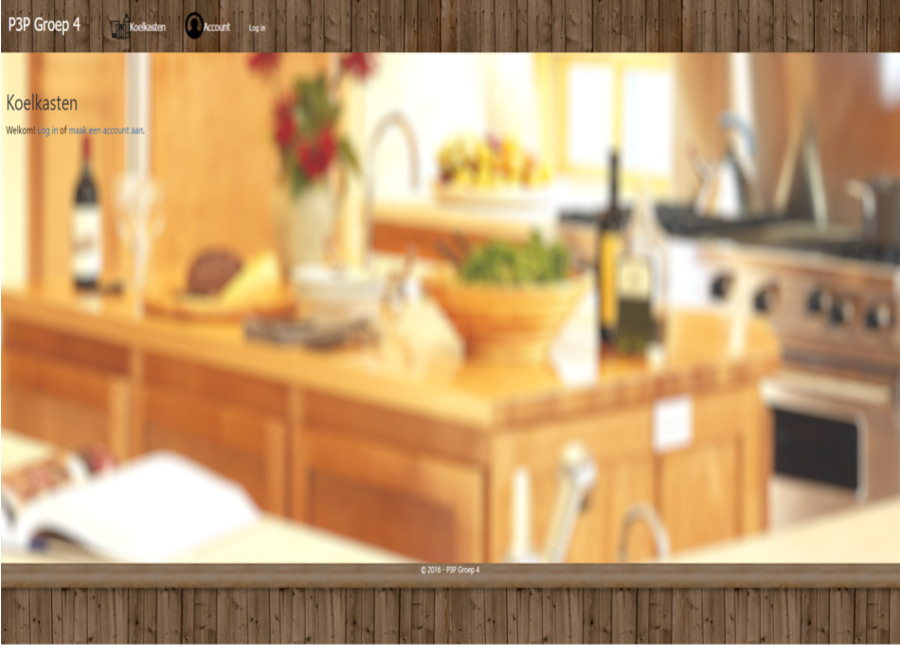 P3P Groep 4 Koelkasten Account Log in
Koelkasten
Welkom! Log in of maak een account aan.
© 2016 - P3P Groep 4